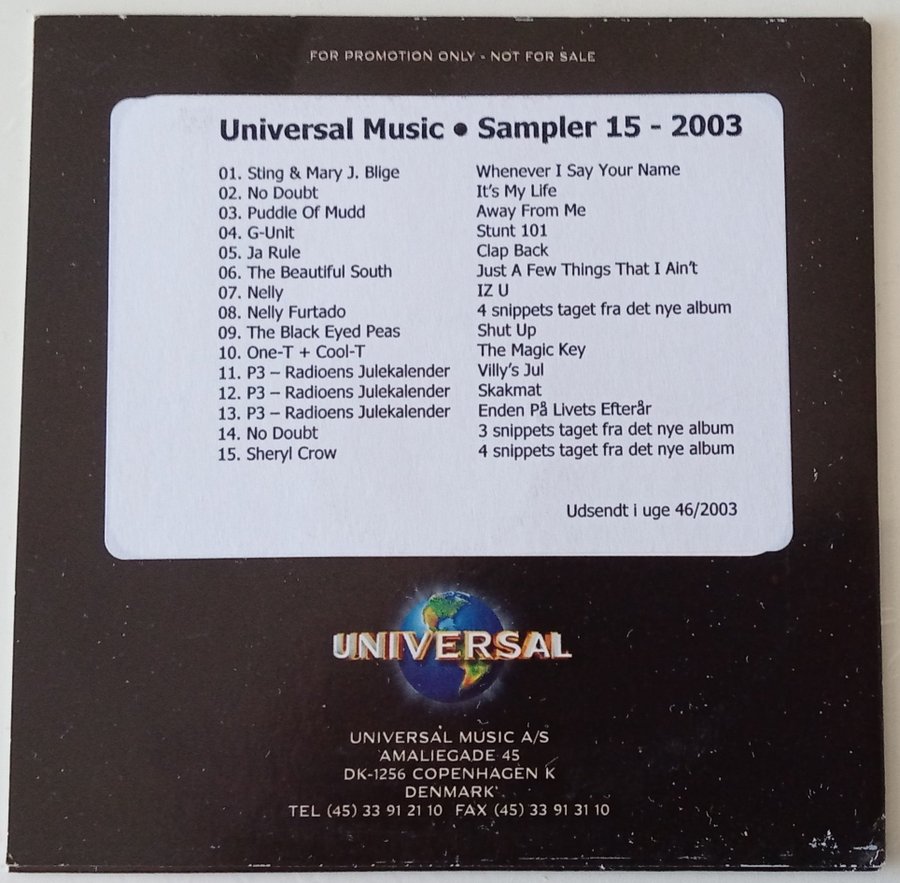 FOR PROMOTION ONLY - NOT FOR SALE
Universal Music • Sampler 15 - 2003
01. Sting & Mary J. Blige Whenever I Say Your Name
02. No Doubt It's My Life
03. Puddle Of Mudd Away From Me
04. G-Unit Stunt 101
05. Ja Rule Clap Back
06. The Beautiful South Just A Few Things That I Ain't
07. Nelly IZ U
08. Nelly Furtado 4 snippets taget fra det nye album
09. The Black Eyed Peas Shut Up
10. One-T + Cool-T The Magic Key
11. P3 – Radioens Julekalender Villy's Jul
12. P3 – Radioens Julekalender Skakmat
13. P3 – Radioens Julekalender Enden På Livets Efterår
14. No Doubt 3 snippets taget fra det nye album
15. Sheryl Crow 4 snippets taget fra det nye album
Udsendt i uge 46/2003
UNIVERSAL
UNIVERSAL MUSIC A/S
AMALIEGADE 45
DK-1256 COPENHAGEN K
DENMARK
TEL (45) 33 91 21 10 FAX (45) 33 91 31 10